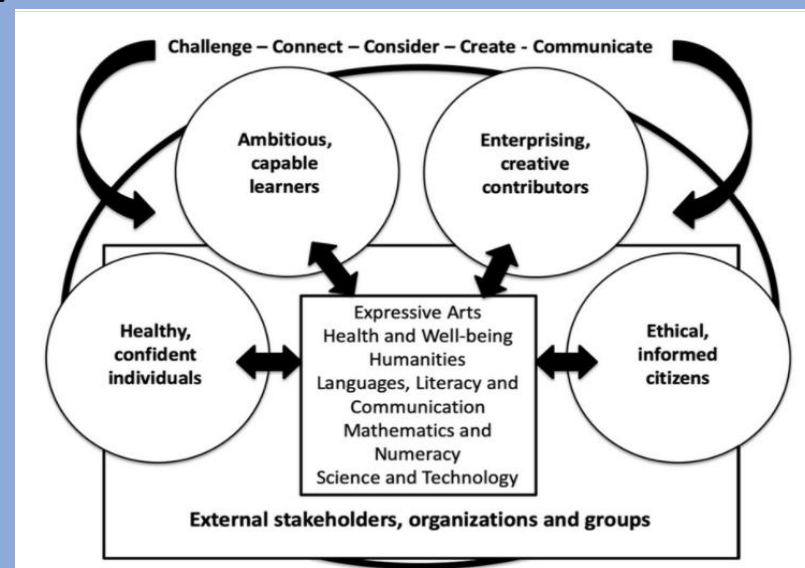 Challenge – Connect – Consider – Create - Communicate
Ambitious,
capable
learners
Enterprising,
creative
contributors
Healthy,
confident
individuals
Expressive Arts
Health and Well-being
Humanities
Languages, Literacy and
Communication
Mathematics and
Numeracy
Science and Technology
Ethical,
informed
citizens
External stakeholders, organizations and groups